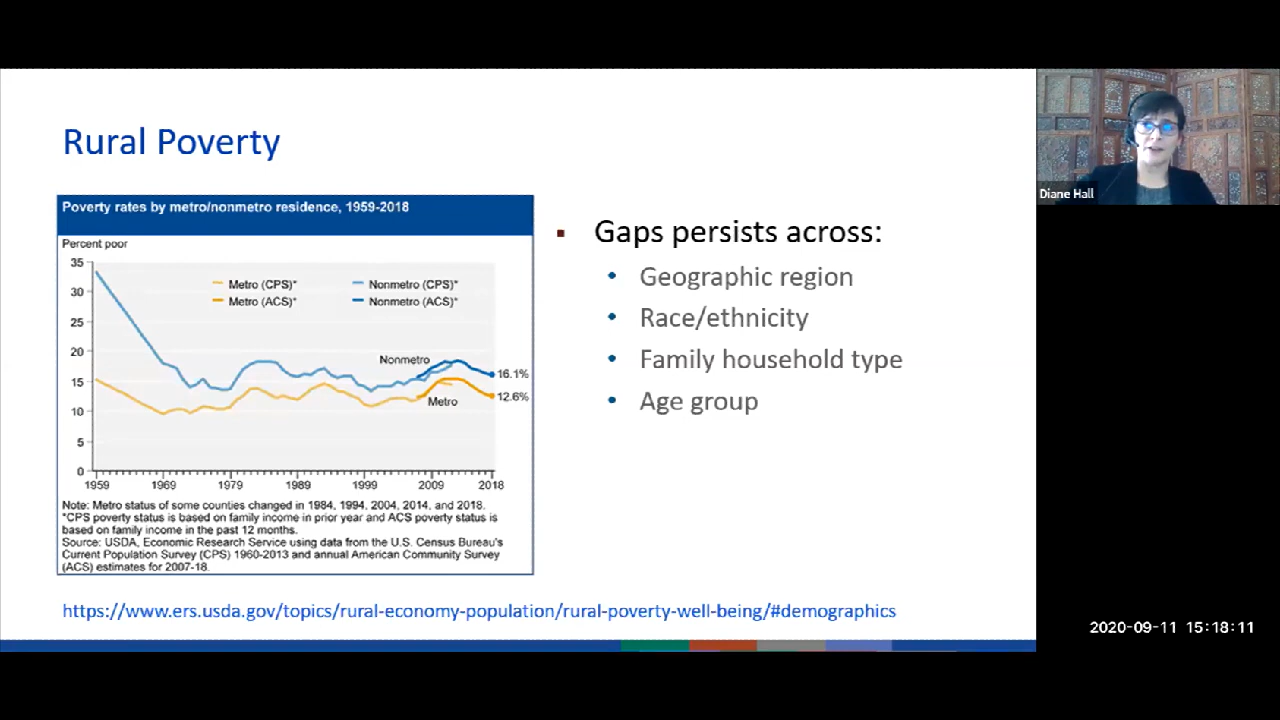 Rural Poverty
Poverty rates by metro/nonmetro residence, 1959-2018
Percent poor
35
30
25
20
15
10
5
0
Metro (CPS)*
Nonmetro (CPS)*
Metro (ACS)*
Nonmetro (ACS)*
Nonmetro
16.1%
12.6%
Metro
1959 1969 1979 1989 1999 2009 2018
Note: Metro status of some counties changed in 1984, 1994, 2004, 2014, and 2018.
*CPS poverty status is based on family income in prior year and ACS poverty status is
based on family income in the past 12 months.
Source: USDA, Economic Research Service using data from the U.S. Census Bureau's
Current Population Survey (CPS) 1960-2013 and annual American Community Survey
(ACS) estimates for 2007-18.
Gaps persists across:
Geographic region
Race/ethnicity
Family household type
Age group
https://www.ers.usda.gov/topics/rural-economy-population/rural-poverty-well-being/#demographics
Diane Hall
2020-09-11 15:18:11